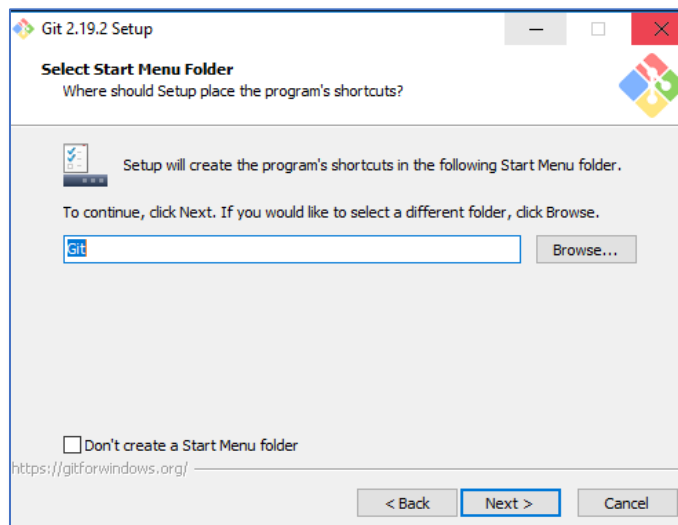 Git 2.19.2 Setup
Select Start Menu Folder
Where should Setup place the program's shortcuts?
Setup will create the program's shortcuts in the following Start Menu folder.
To continue, click Next. If you would like to select a different folder, click Browse.
Git
Browse...
Don't create a Start Menu folder
https://gitforwindows.org/
< Back
Next >
Cancel